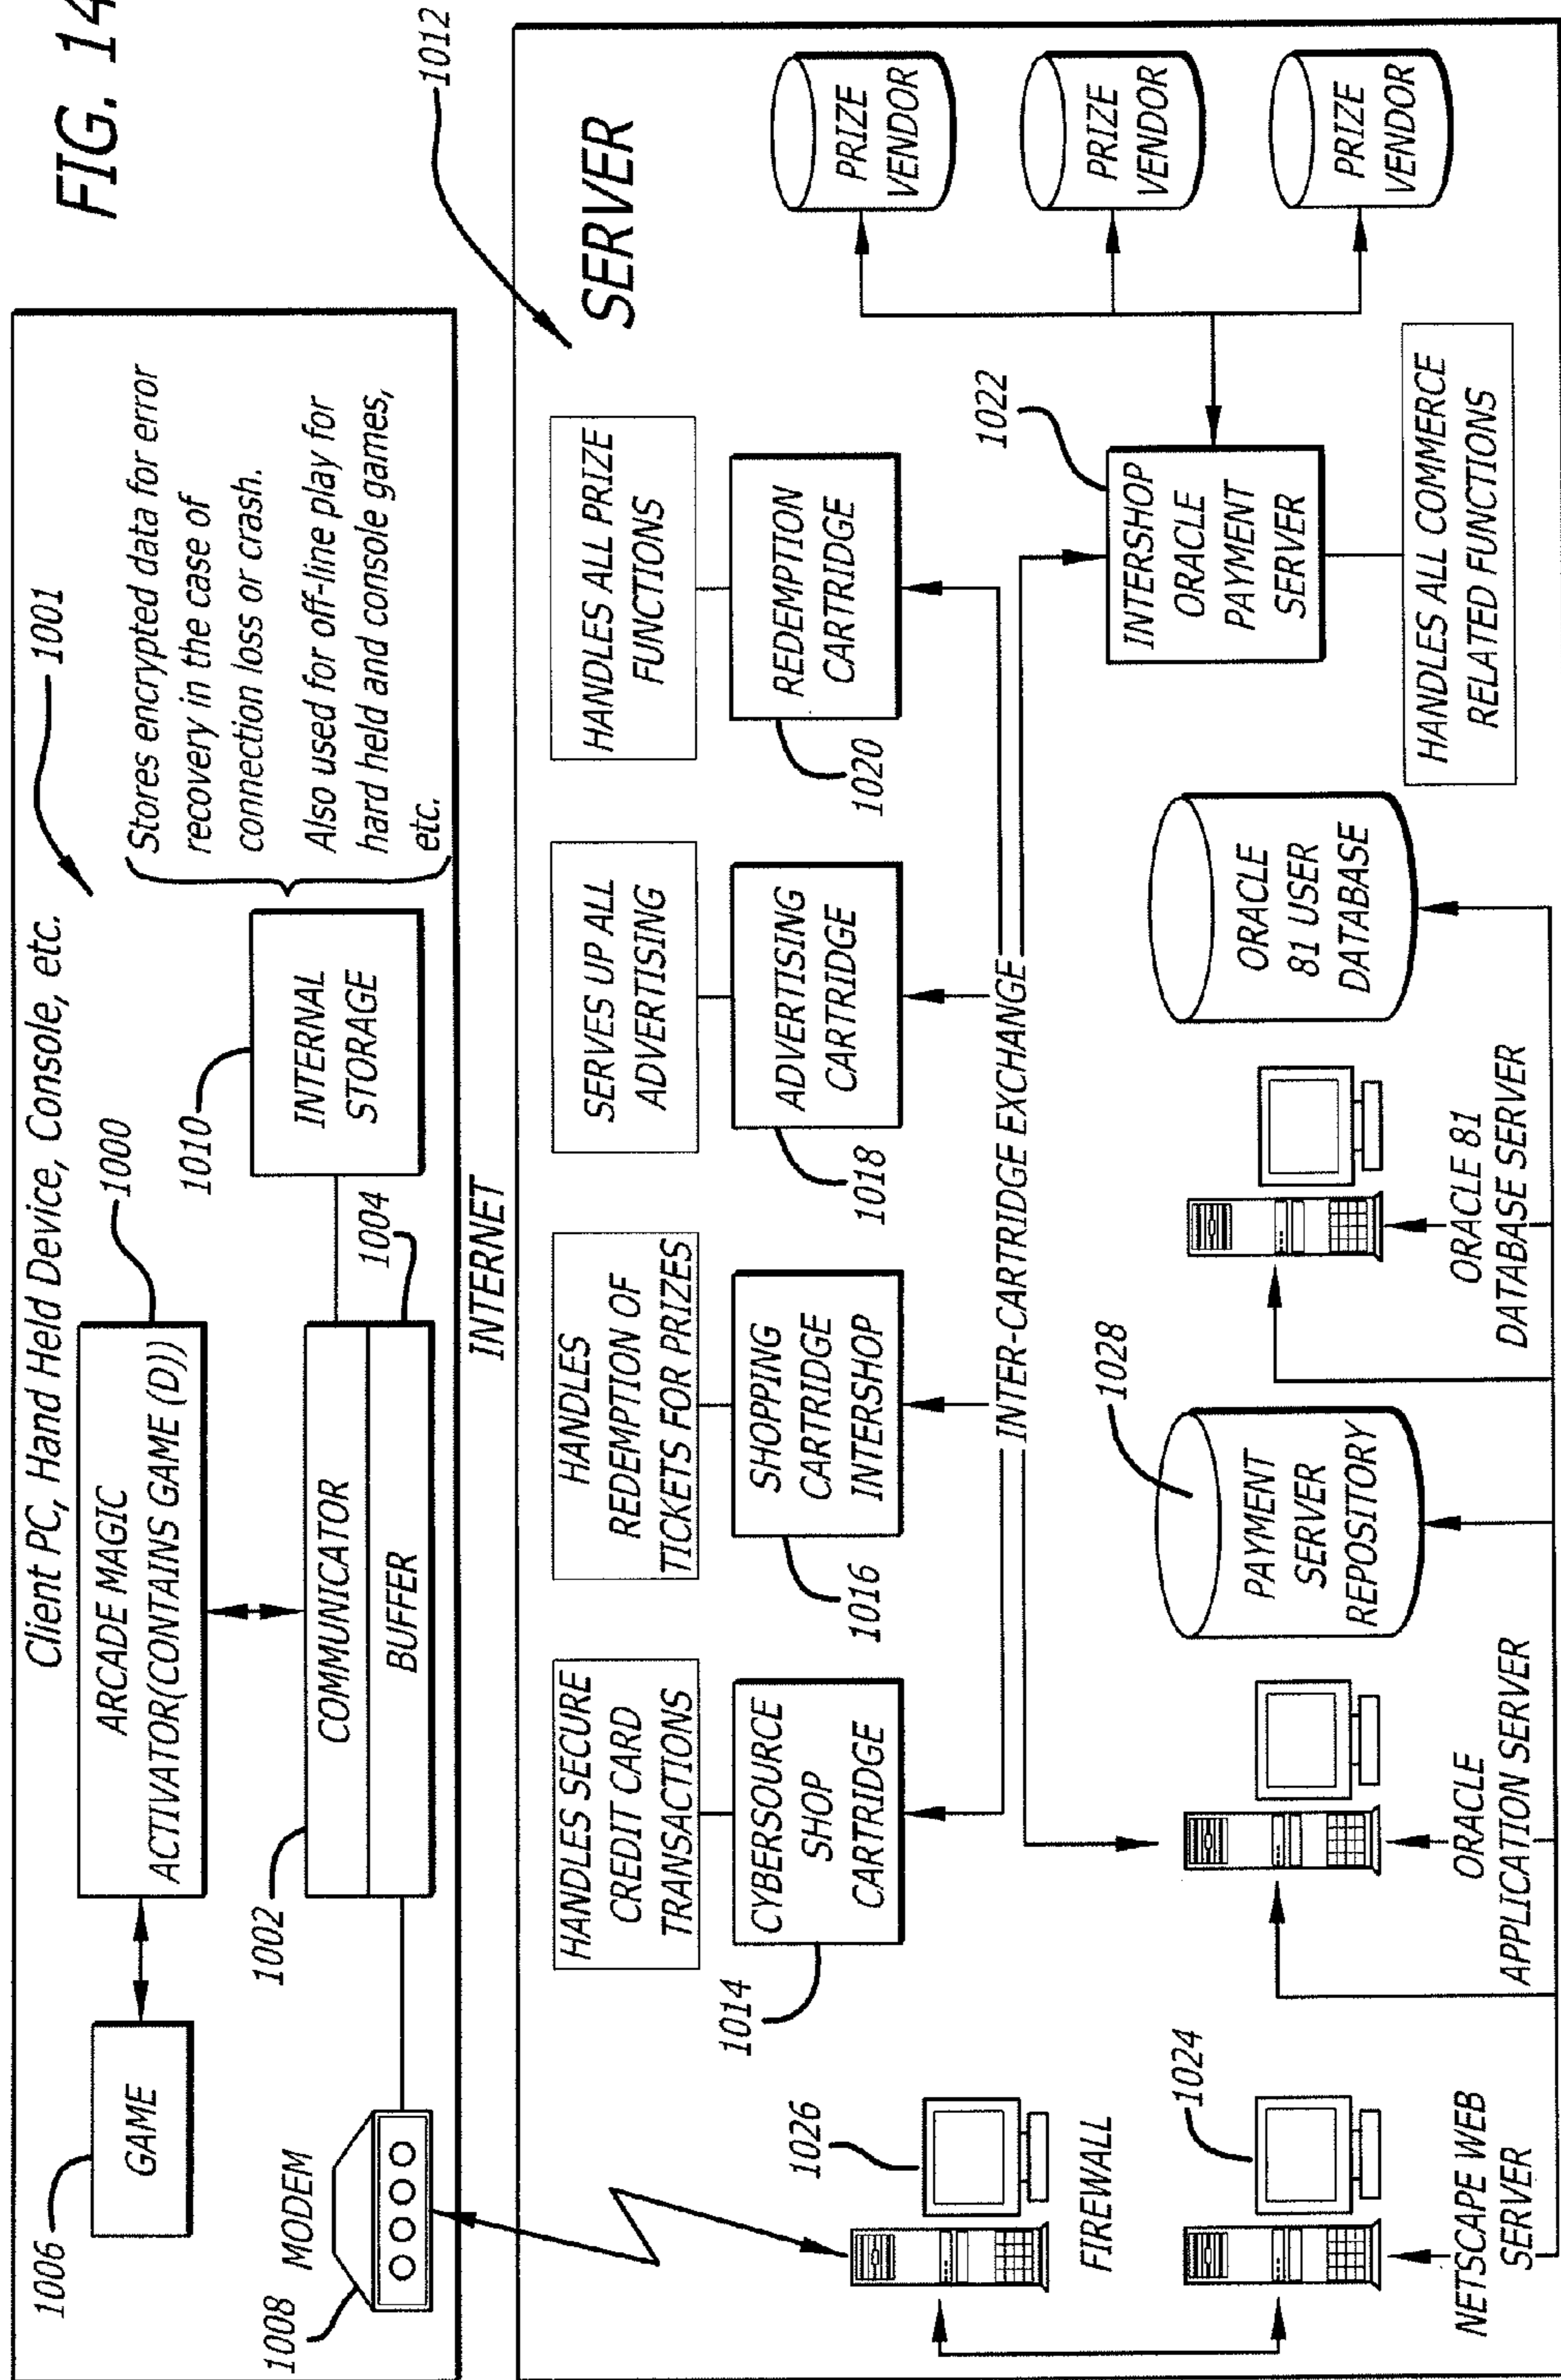 FIG. 14
Client PC, Hand Held Device, Console, etc.
1001
1006
GAME
ARCADE MAGIC
ACTIVATOR(CONTAINS GAME (D))
1000
1008
MODEM
1002
COMMUNICATOR
BUFFER
1004
1010
INTERNAL
STORAGE
Stores encrypted data for error
recovery in the case of
connection loss or crash.
Also used for off-line play for
hard held and console games,
etc.
INTERNET
1012
SERVER
HANDLES SECURE
CREDIT CARD
TRANSACTIONS
CYBERSOURCE
SHOP
CARTRIDGE
1014
HANDLES
REDEMPTION OF
TICKETS FOR PRIZES
SHOPPING
CARTRIDGE
INTERSHOP
1016
SERVES UP ALL
ADVERTISING
ADVERTISING
CARTRIDGE
1018
HANDLES ALL PRIZE
FUNCTIONS
REDEMPTION
CARTRIDGE
1020
PRIZE
VENDOR
PRIZE
VENDOR
PRIZE
VENDOR
INTER-CARTRIDGE EXCHANGE
1026
FIREWALL
1024
NETSCAPE WEB
SERVER
ORACLE
APPLICATION SERVER
1028
PAYMENT
SERVER
REPOSITORY
ORACLE 81
DATABASE SERVER
ORACLE
81 USER
DATABASE
1022
INTERSHOP
ORACLE
PAYMENT
SERVER
HANDLES ALL COMMERCE
RELATED FUNCTIONS